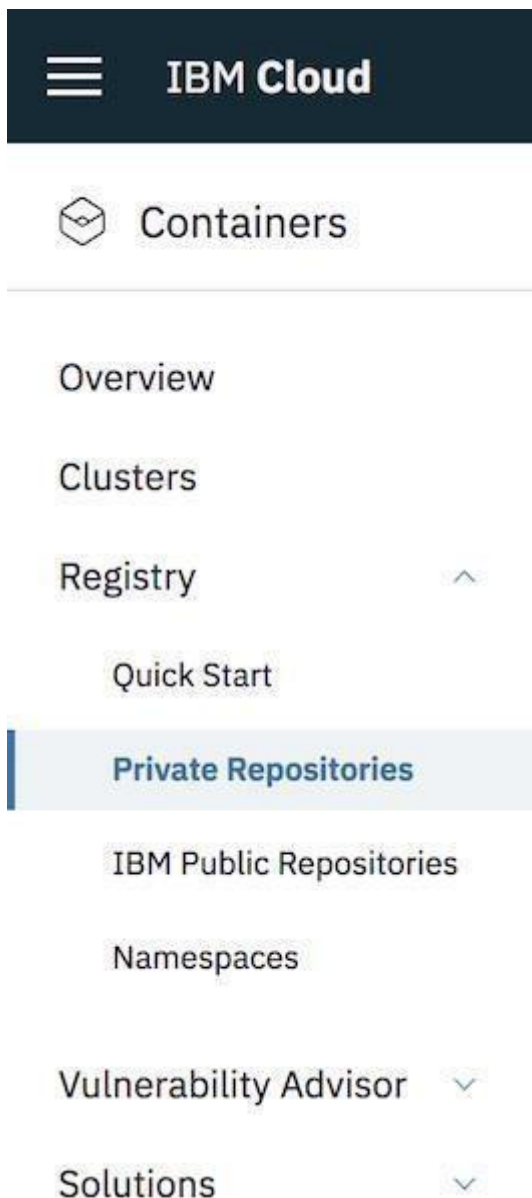 IBM Cloud
Containers
Overview
Clusters
Registry
Quick Start
Private Repositories
IBM Public Repositories
Namespaces
Vulnerability Advisor
Solutions